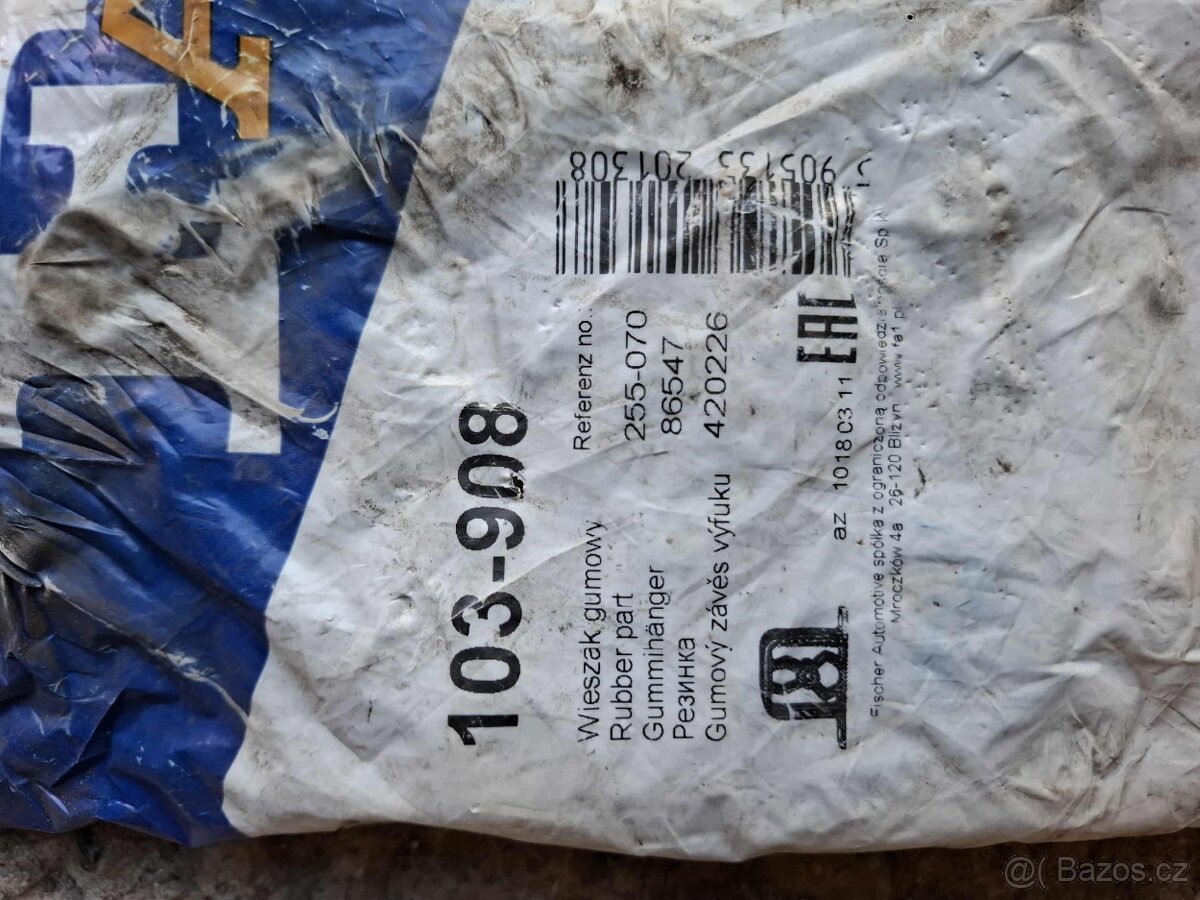 103-908
Wieszak gumowy
Rubber part
Gummihänger
Резинка
Gumový závěs výfuku
Referenz no.:
255-070
86547
420226
905135 201308
az 1018 03 11
EAC
Fischer Automotive spółka z ograniczoną odpowiedzialnością Sp k
Mroczków 4a 26-120 Bliżyn www.fa1.pl
@( Bazos.cz